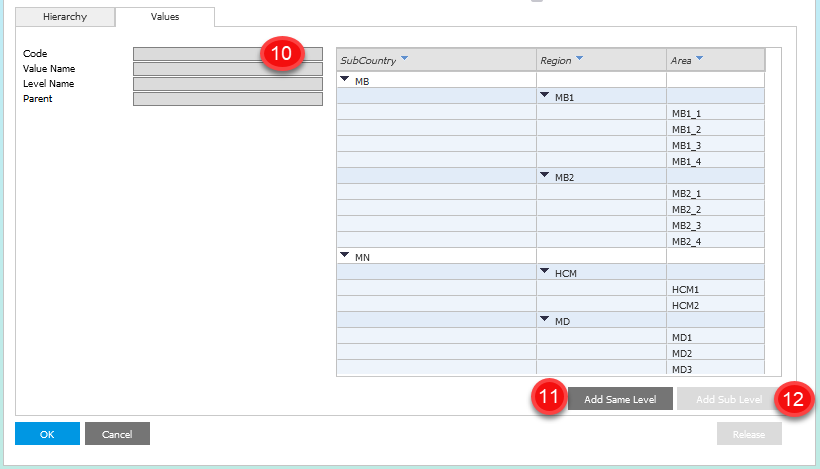 Hierarchy Values
Code 10 SubCountry Region Area
Value Name
Level Name MB
Parent MB1
MB1_1
MB1_2
MB1_3
MB1_4
MB2
MB2_1
MB2_2
MB2_3
MB2_4
MN
HCM
HCM1
HCM2
MD
MD1
MD2
MD3
11 Add Same Level Add Sub Level 12
OK Cancel Release